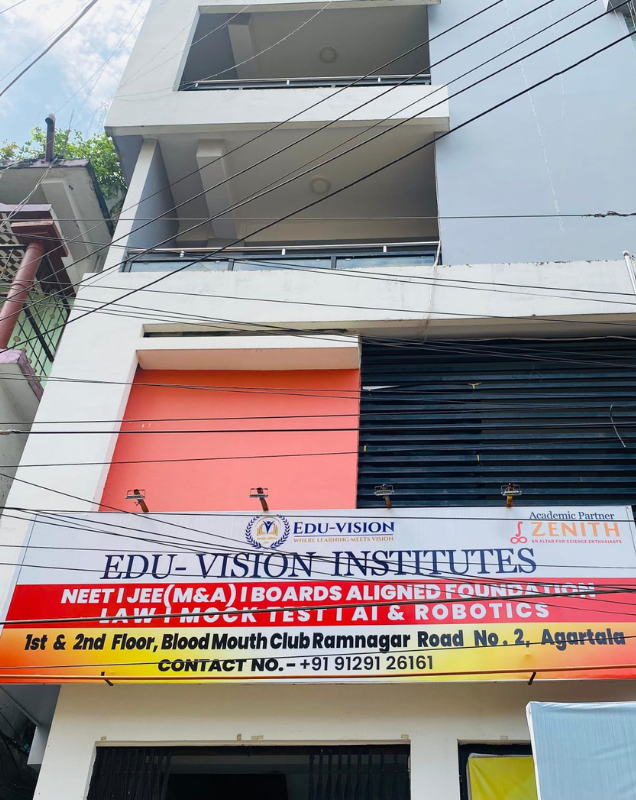 EDU-VISION
WHERE LEARNING MEETS VISION
Academic Partner
ZENITH
AN ALTAR FOR SCIENCE ENTHUSIASTS
EDU- VISION INSTITUTES
NEET I JEE(M&A) I BOARDS ALIGNED FOUNDATION
LAW I MOCK TEST I AI & ROBOTICS
1st & 2nd Floor, Blood Mouth Club Ramnagar Road No. 2, Agartala
CONTACT NO. - +91 91291 26161